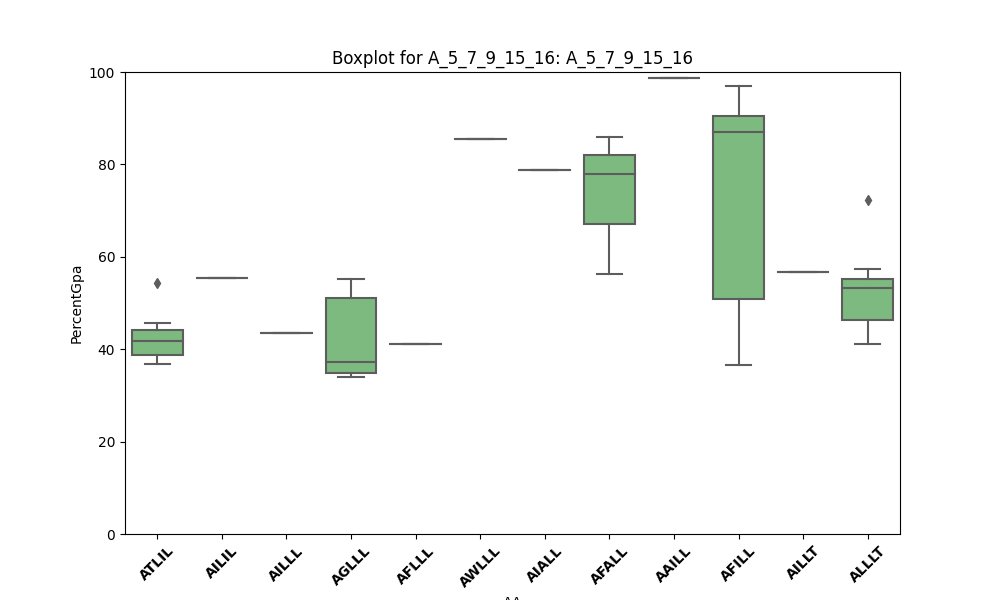 Boxplot for A_5_7_9_15_16: A_5_7_9_15_16
100
80
60
40
20
0
PercentGpa
ATLIL
AILIL
AILLL
AGLLL
AFLLL
AWLLL
AIALL
AFALL
AAILL
AFILL
AILLT
ALLLT